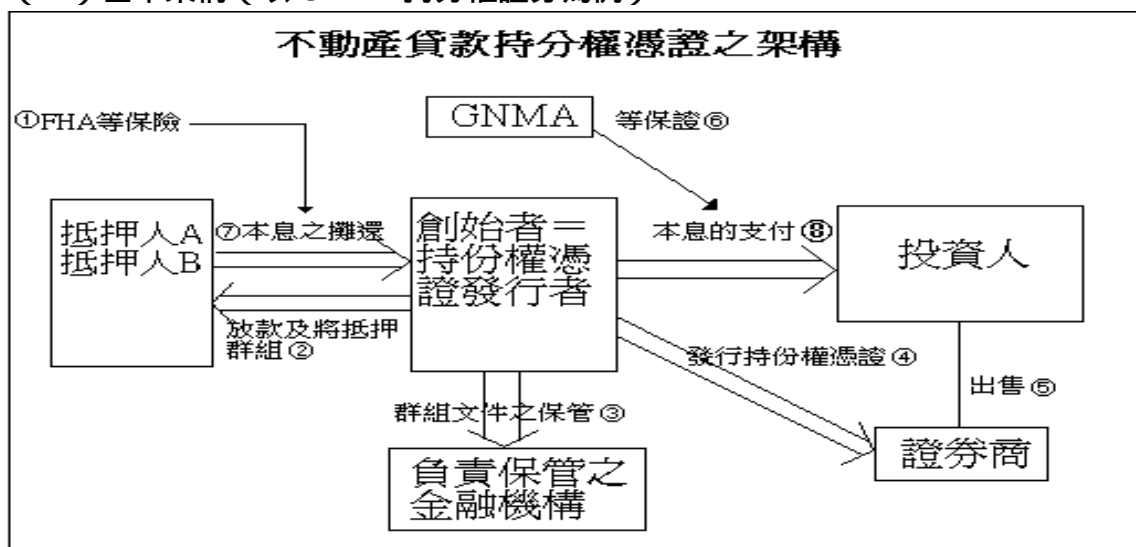 不動產貸款持分權憑證之架構
GNMA
①FHA等保險
等保證⑥
抵押人A
抵押人B
⑦本息之攤還
創始者＝
持份權憑
證發行者
本息的支付⑧
投資人
放款及將抵押
群組②
發行持份權憑證④
出售⑤
群組文件之保管③
證券商
負責保管之
金融機構